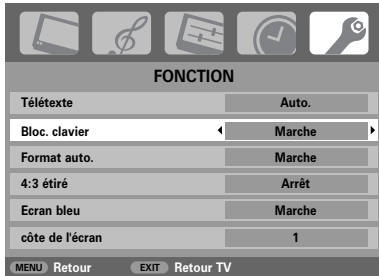 FONCTION
Télétexte Auto.
Bloc. clavier Marche
Format auto. Marche
4:3 étiré Arrêt
Ecran bleu Marche
côte de l'écran 1
MENU Retour EXIT Retour TV